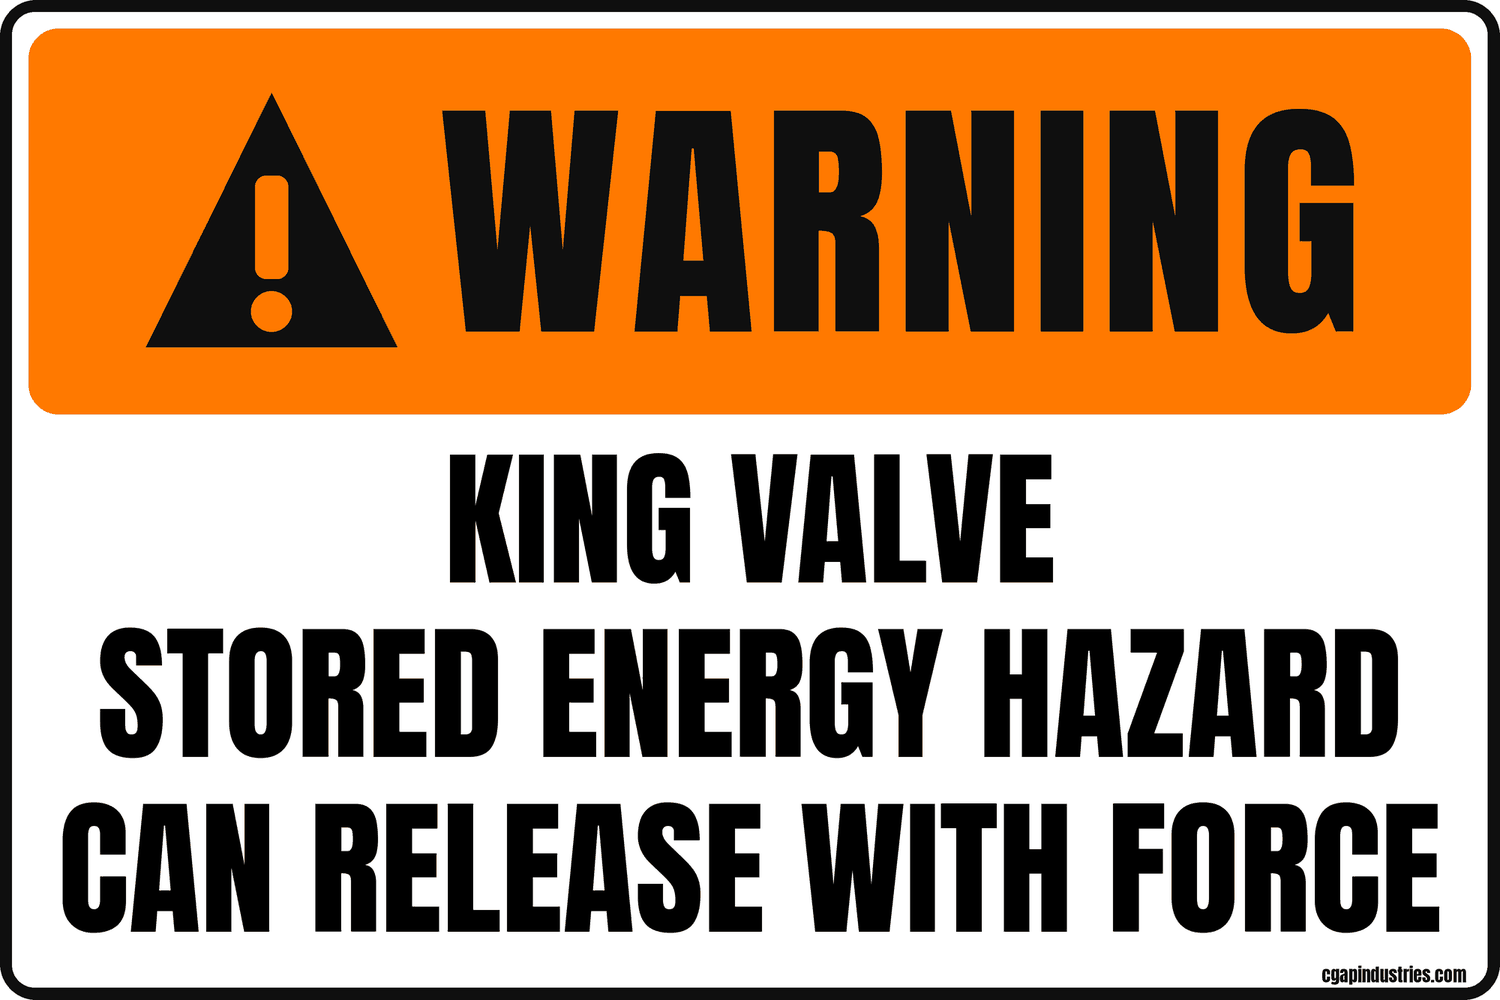 WARNING
KING VALVE
STORED ENERGY HAZARD
CAN RELEASE WITH FORCE
cgapindustries.com